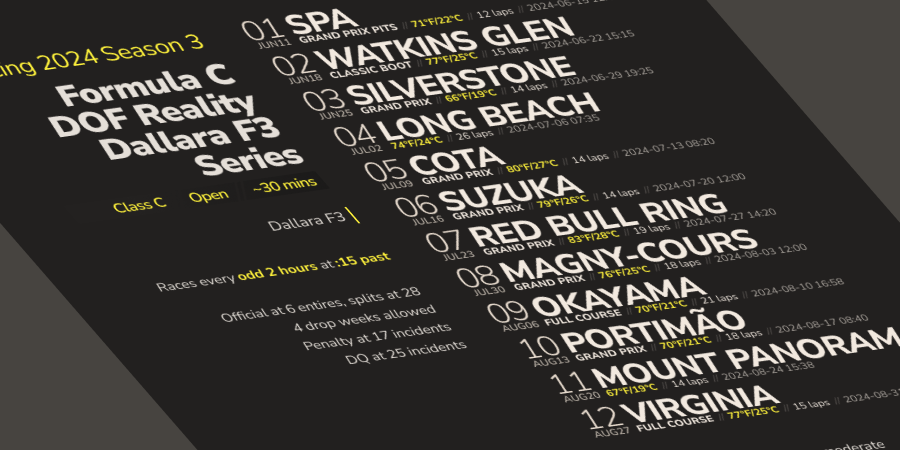 2024 Season 3
Formula C
DOF Reality
Dallara F3
Series
Class C Open ~30 mins
Dallara F3
Races every odd 2 hours at :15 past
Official at 6 entires, splits at 28
4 drop weeks allowed
Penalty at 17 incidents
DQ at 25 incidents
01 SPA
JUN11 GRAND PRIX PITS // 71°F/22°C // 12 laps //
02 WATKINS GLEN
JUN18 CLASSIC BOOT // 77°F/25°C // 15 laps // 2024-06-22 15:15
03 SILVERSTONE
JUN25 GRAND PRIX // 66°F/19°C // 14 laps // 2024-06-29 19:25
04 LONG BEACH
JUL02 74°F/24°C // 26 laps // 2024-07-06 07:35
05 COTA
JUL09 GRAND PRIX // 80°F/27°C // 14 laps // 2024-07-13 08:20
06 SUZUKA
JUL16 GRAND PRIX // 79°F/26°C // 14 laps // 2024-07-20 12:00
07 RED BULL RING
JUL23 GRAND PRIX // 83°F/28°C // 19 laps // 2024-07-27 14:20
08 MAGNY-COURS
JUL30 GRAND PRIX // 76°F/25°C // 18 laps // 2024-08-03 12:00
09 OKAYAMA
AUG06 FULL COURSE // 70°F/21°C // 21 laps // 2024-08-10 16:58
10 PORTIMÃO
AUG13 GRAND PRIX // 70°F/21°C // 18 laps // 2024-08-17 08:40
11 MOUNT PANORAM
AUG20 67°F/19°C // 14 laps // 2024-08-24 15:38
12 VIRGINIA
AUG27 FULL COURSE // 77°F/25°C // 15 laps // 2024-08-3